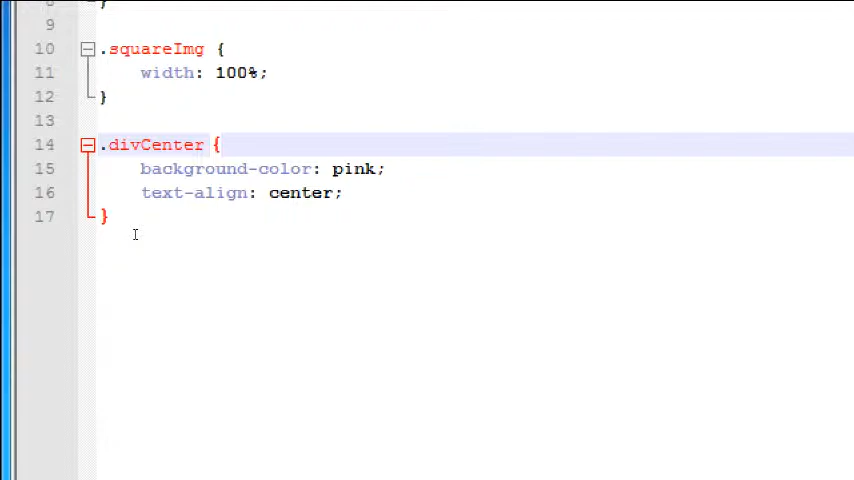 8 }
9
10 .squareImg {
11 width: 100%;
12 }
13
14 .divCenter {
15 background-color: pink;
16 text-align: center;
17 }